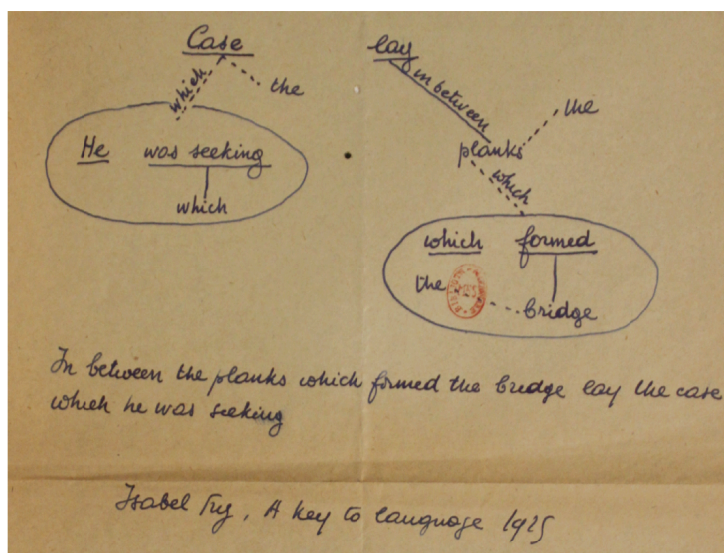 Case lay
which the in between the
He was seeking planks
which which
which formed
the
bridge
In between the planks which formed the bridge lay the case
which he was seeking
Isabel Fry, A key to language 1925